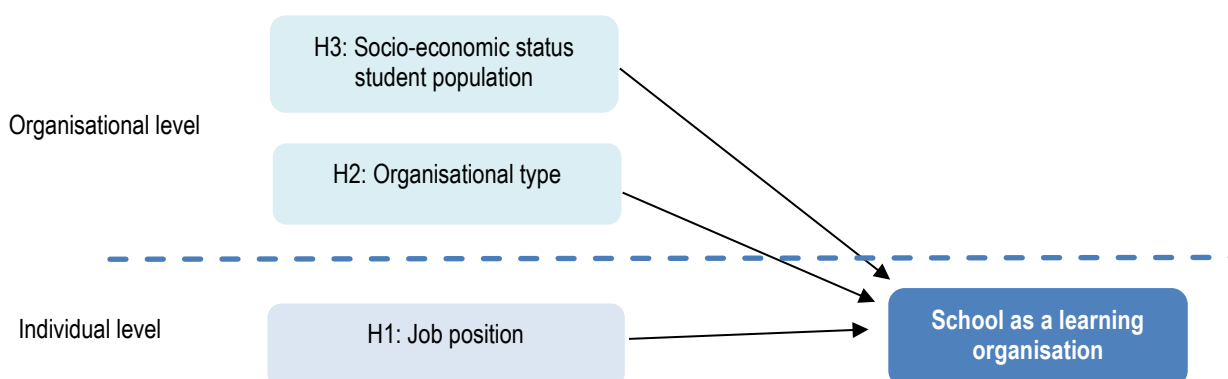 H3: Socio-economic status
student population
Organisational level
H2: Organisational type
Individual level
H1: Job position
School as a learning
organisation